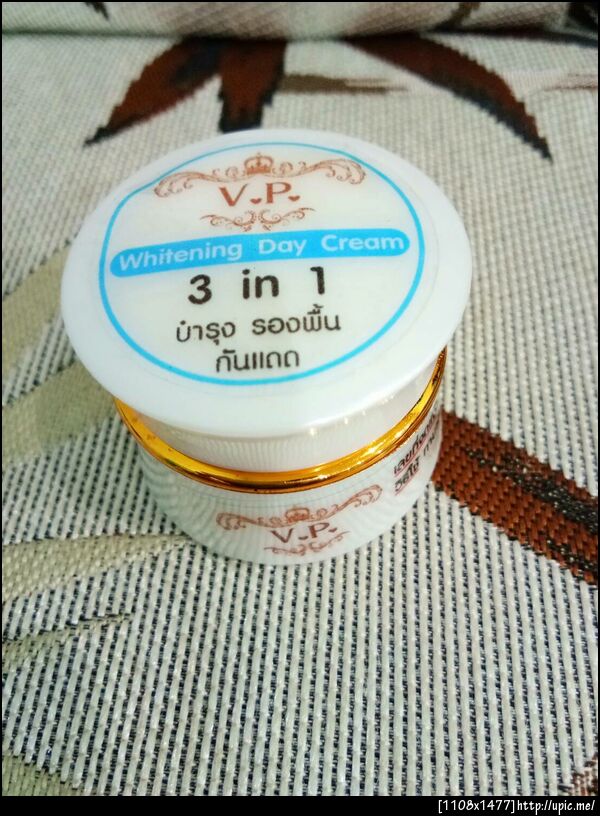 V.P.
Whitening Day Cream
3 in 1
บำรุง รองพื้น
กันแดด
V.P.
[1108x1477]http://upic.me/